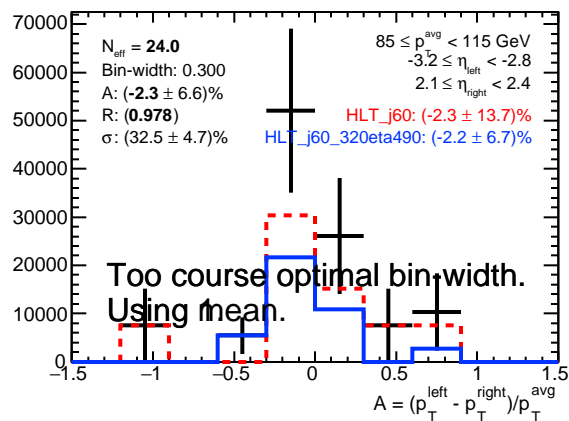 70000
60000
50000
40000
30000
20000
10000
0
N_eff = 24.0
Bin-width: 0.300
A: (-2.3 ± 6.6)%
R: (0.978)
σ: (32.5 ± 4.7)%
85 ≤ p_T^avg < 115 GeV
-3.2 ≤ η_left < -2.8
2.1 ≤ η_right < 2.4
HLT_j60: (-2.3 ± 13.7)%
HLT_j60_320eta490: (-2.2 ± 6.7)%
Too course optimal bin-width.
Using mean.
−1.5 −1 −0.5 0 0.5 1 1.5
A = (p_T^left - p_T^right)/p_T^avg